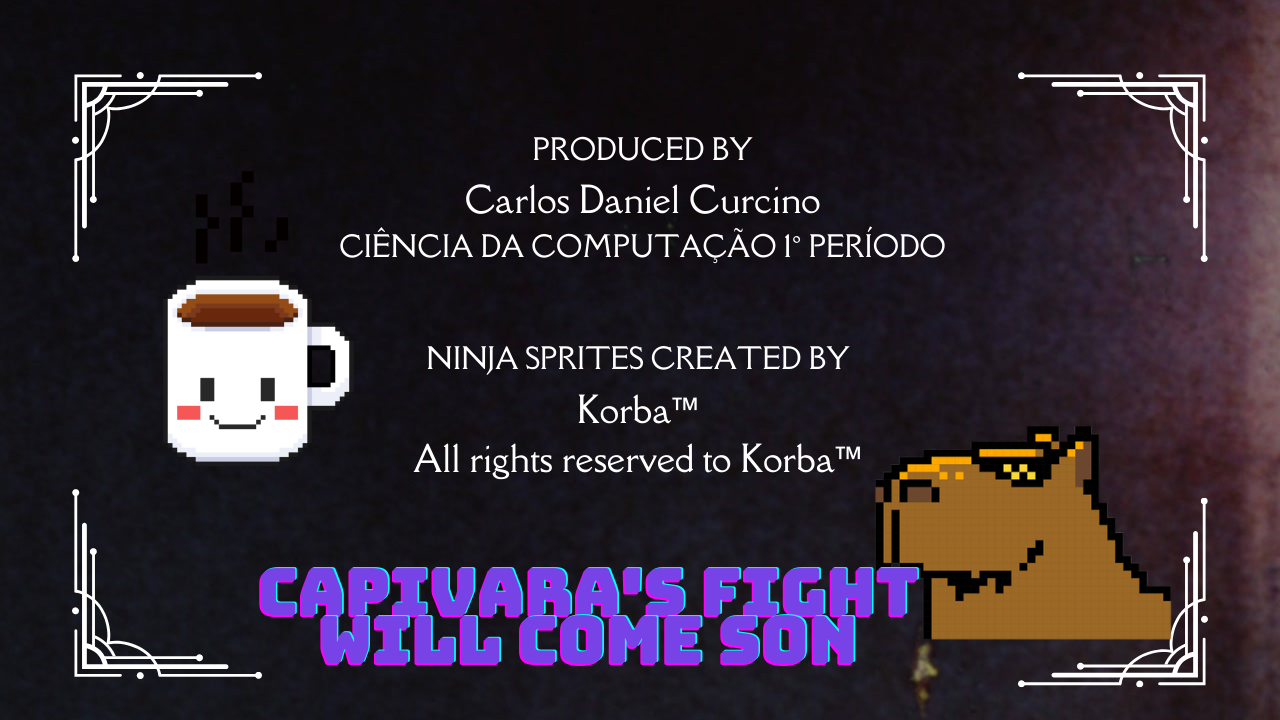 PRODUCED BY
Carlos Daniel Curcino
CIÊNCIA DA COMPUTAÇÃO 1° PERÍODO
NINJA SPRITES CREATED BY
Korba™
All rights reserved to Korba™
CAPIVARA'S FIGHT
WILL COME SON